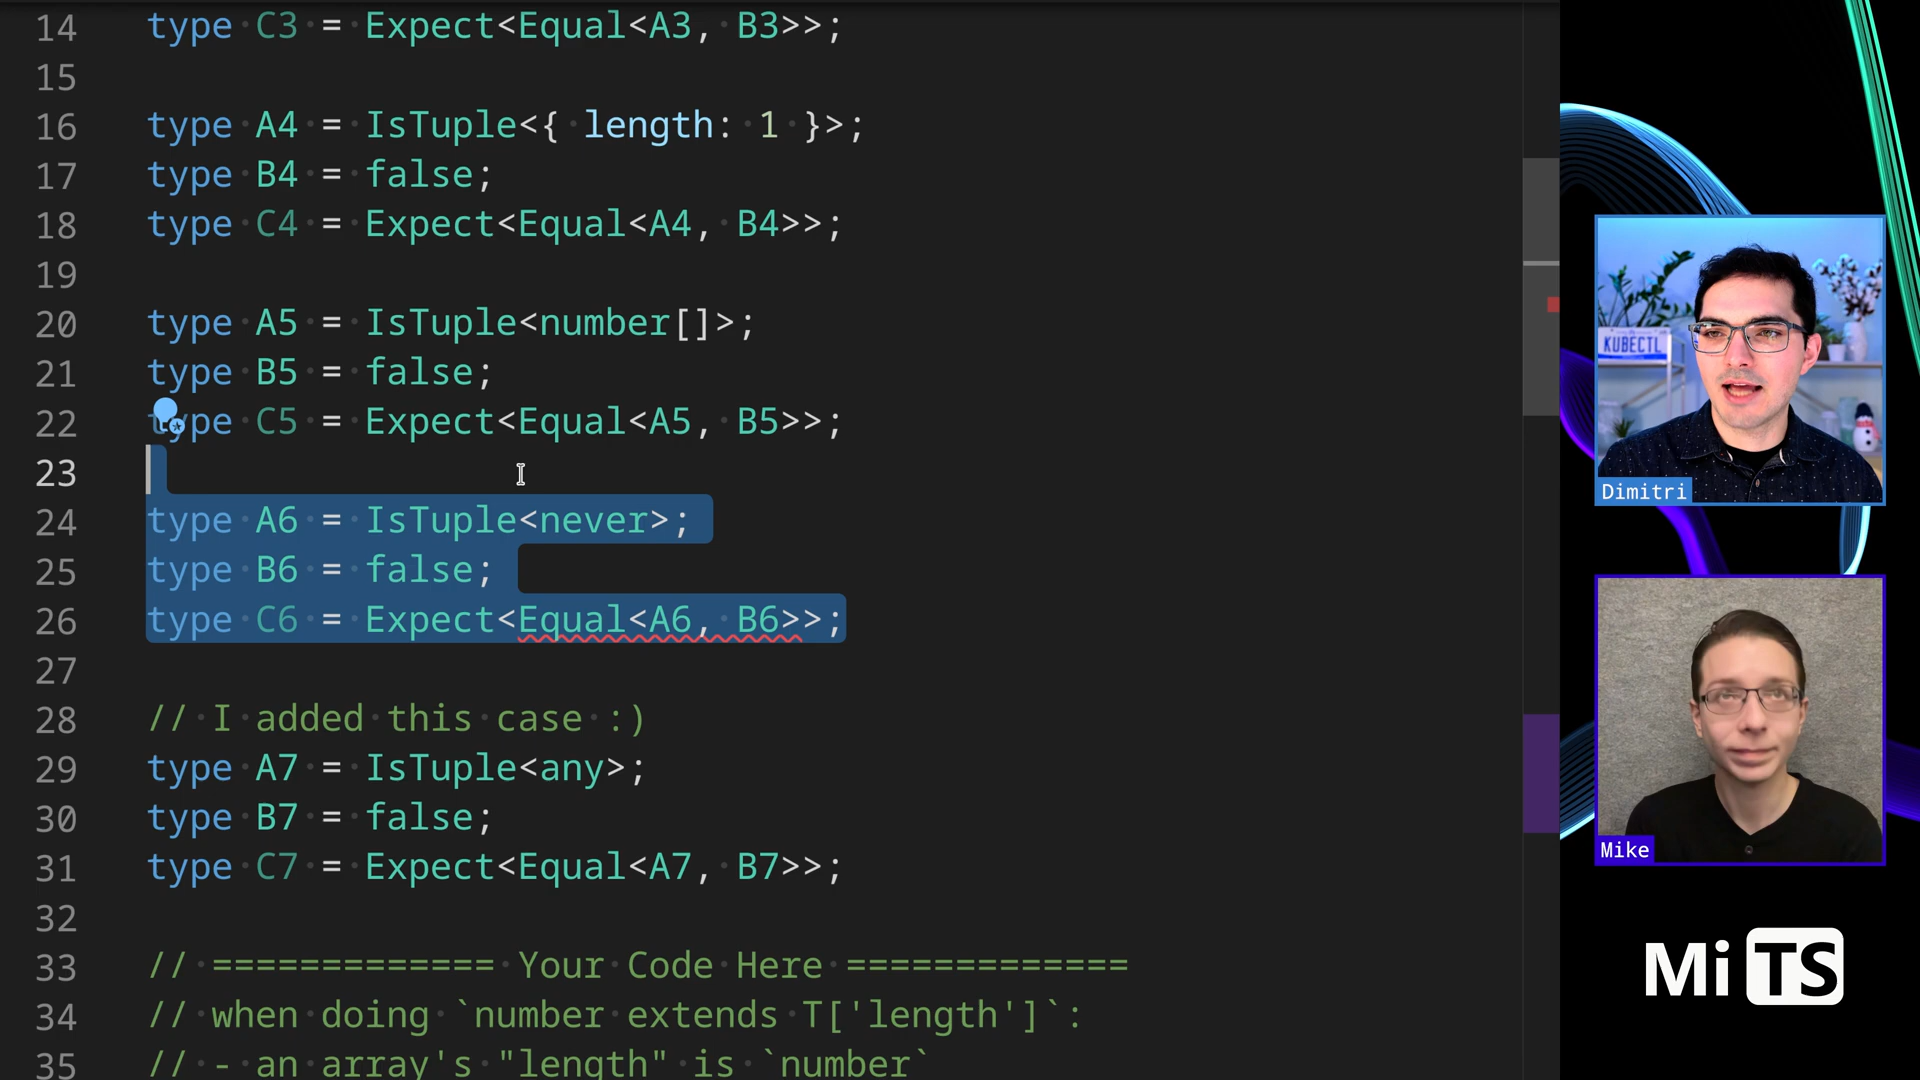 14 type C3 = Expect<Equal<A3, B3>>;
15
16 type A4 = IsTuple<{ length: 1 }>;
17 type B4 = false;
18 type C4 = Expect<Equal<A4, B4>>;
19
20 type A5 = IsTuple<number[]>;
21 type B5 = false;
22 type C5 = Expect<Equal<A5, B5>>;
23
24 type A6 = IsTuple<never>;
25 type B6 = false;
26 type C6 = Expect<Equal<A6, B6>>;
27
28 // I added this case :)
29 type A7 = IsTuple<any>;
30 type B7 = false;
31 type C7 = Expect<Equal<A7, B7>>;
32
33 // ============= Your Code Here =============
34 // when doing `number extends T['length']`:
35 // - an array's "length" is `number`
KUBECTL
Dimitri
Mike
MiTS